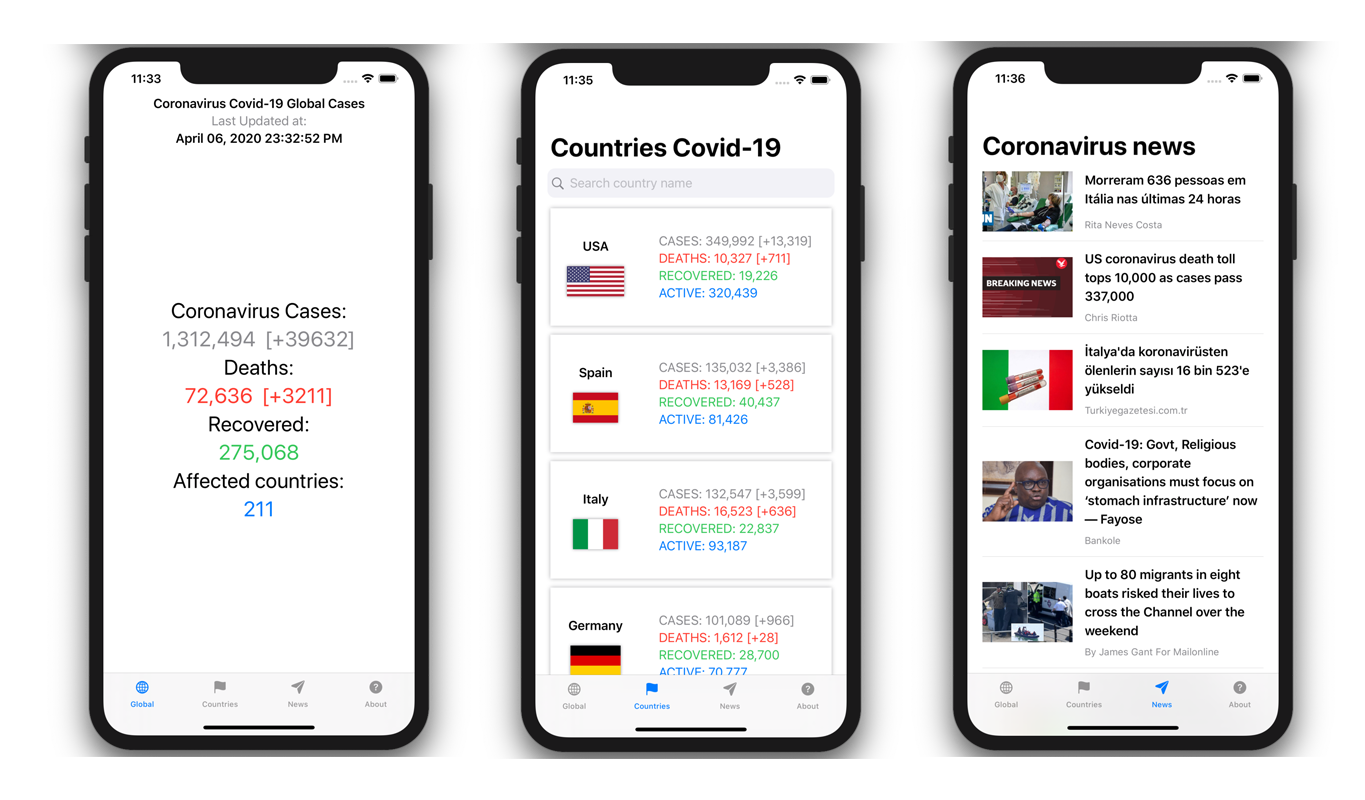 11:33
Coronavirus Covid-19 Global Cases
Last Updated at:
April 06, 2020 23:32:52 PM
Coronavirus Cases:
1,312,494 [+39632]
Deaths:
72,636 [+3211]
Recovered:
275,068
Affected countries:
211
Global
Countries
News
About
11:35
Countries Covid-19
Search country name
USA
CASES: 349,992 [+13,319]
DEATHS: 10,327 [+711]
RECOVERED: 19,226
ACTIVE: 320,439
Spain
CASES: 135,032 [+3,386]
DEATHS: 13,169 [+528]
RECOVERED: 40,437
ACTIVE: 81,426
Italy
CASES: 132,547 [+3,599]
DEATHS: 16,523 [+636]
RECOVERED: 22,837
ACTIVE: 93,187
Germany
CASES: 101,089 [+966]
DEATHS: 1,612 [+28]
RECOVERED: 28,700
ACTIVE: 70,777
Global
Countries
News
About
11:36
Coronavirus news
Morreram 636 pessoas em
Itália nas últimas 24 horas
Rita Neves Costa
BREAKING NEWS
US coronavirus death toll
tops 10,000 as cases pass
337,000
Chris Riotta
İtalya'da koronavirüsten
ölenlerin sayısı 16 bin 523'e
yükseldi
Turkiyegazetesi.com.tr
Covid-19: Govt, Religious
bodies, corporate
organisations must focus on
‘stomach infrastructure’ now
— Fayose
Bankole
Up to 80 migrants in eight
boats risked their lives to
cross the Channel over the
weekend
By James Gant For Mailonline
Global
Countries
News
About